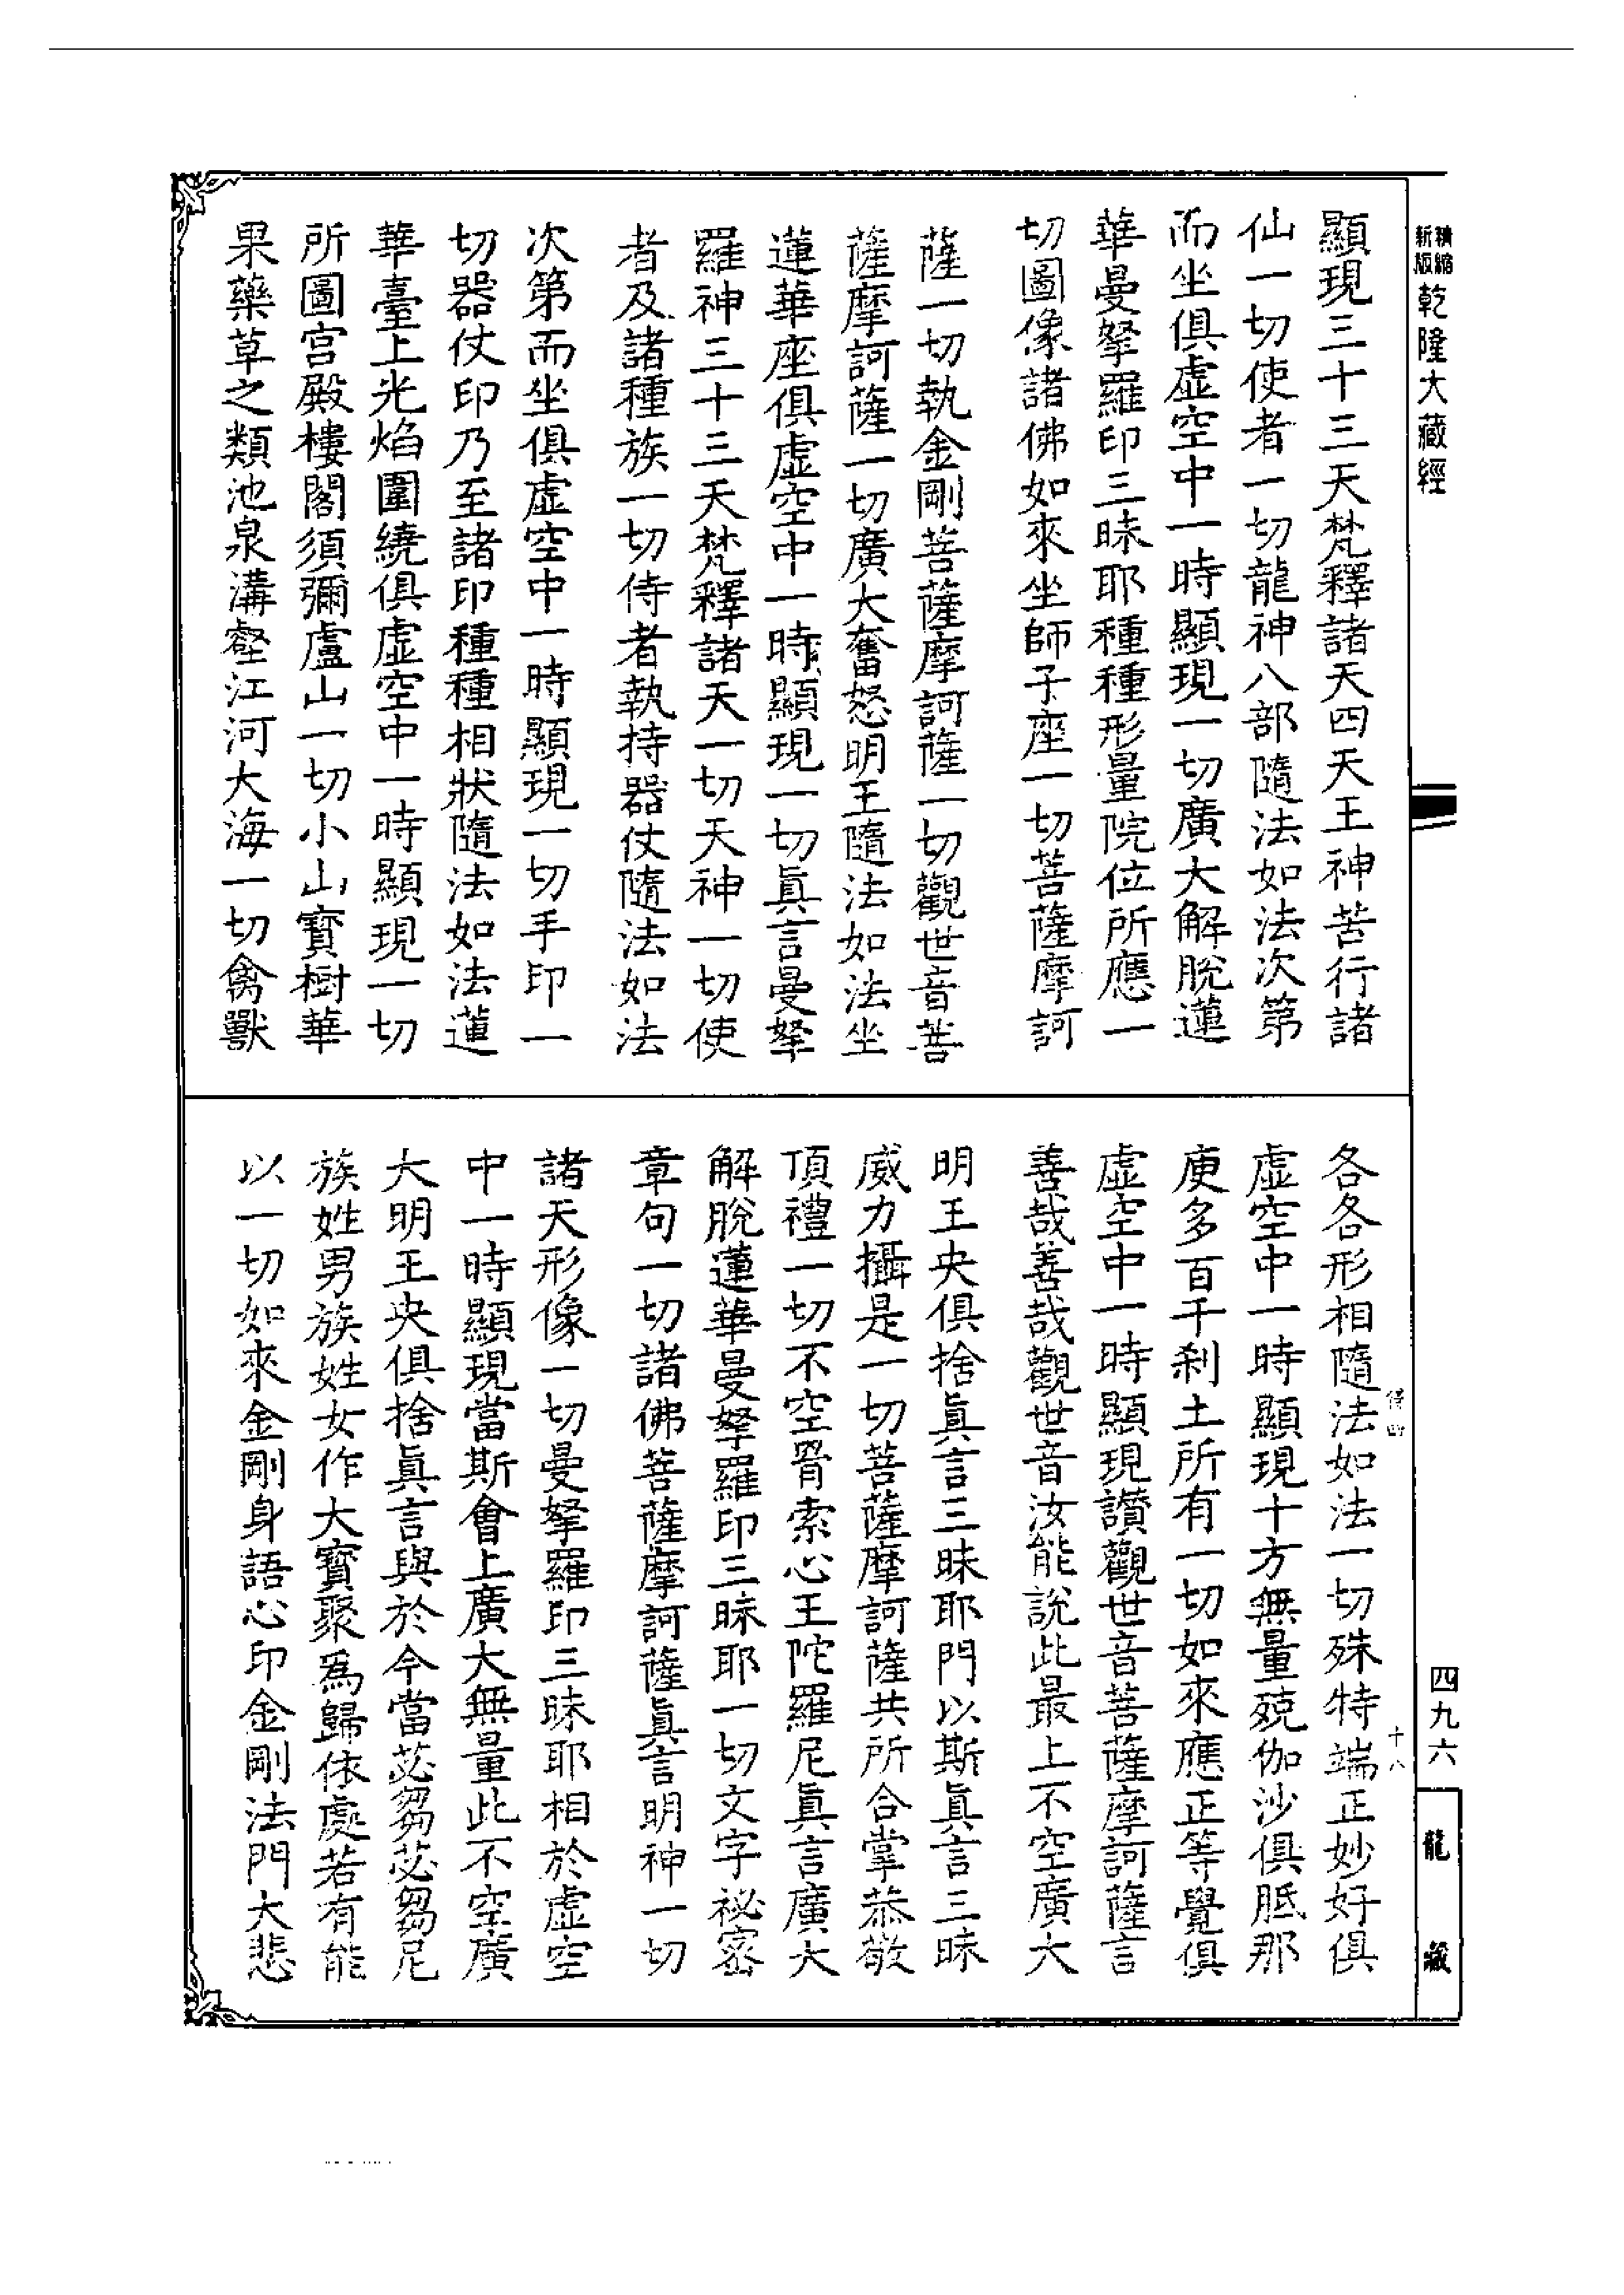 精縮新版乾隆大藏經
顯現三十三天梵釋諸天四天王神苦行諸
仙一切使者一切龍神八部隨法如法次第
而坐俱虛空中一時顯現一切廣大解脫蓮
華曼拏羅印三昧耶種種形量院位所應一
切圖像諸佛如來坐師子座一切菩薩摩訶
薩一切執金剛菩薩摩訶薩一切觀世音菩
薩摩訶薩一切廣大奮怒明王隨法如法坐
蓮華座俱虛空中一時顯現一切真言曼拏
羅神三十三天梵釋諸天一切天神一切使
者及諸種族一切侍者執持器仗隨法如法
次第而坐俱虛空中一時顯現一切手印一
切器仗印乃至諸印種種相狀隨法如法蓮
華臺上光焰圍繞俱虛空中一時顯現一切
所圖宮殿樓閣須彌盧山一切小山寶樹華
果藥草之類池泉溝壑江河大海一切禽獸
各各形相隨法如法一切殊特端正妙好俱
虛空中一時顯現十方無量殑伽沙俱胝那
庾多百千刹土所有一切如來應正等覺俱
虛空中一時顯現讚觀世音菩薩摩訶薩言
善哉善哉觀世音汝能說此最上不空廣大
明王央俱捨真言三昧耶門以斯真言三昧
威力攝是一切菩薩摩訶薩共所合掌恭敬
頂禮一切不空罥索心王陀羅尼真言廣大
解脫蓮華曼拏羅印三昧耶一切文字祕密
章句一切諸佛菩薩摩訶薩真言明神一切
諸天形像一切曼拏羅印三昧耶相於虛空
中一時顯現當斯會上廣大無量此不空廣
大明王央俱捨真言與於今當苾芻苾芻尼
族姓男族姓女作大寶聚為歸依處若有能
以一切如來金剛身語心印金剛法門大悲
四九六
十八
龍藏